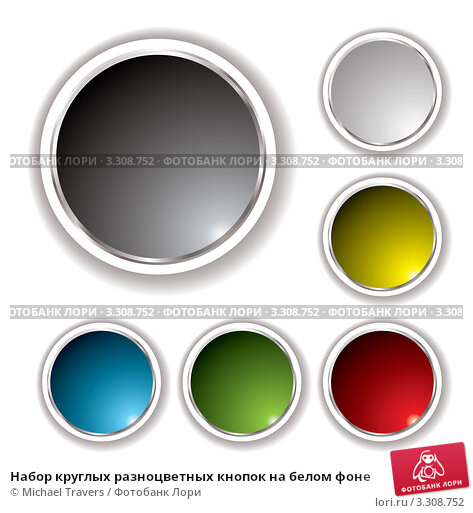 ФОТОБАНК ЛОРИ · 3.308.752 · ФОТОБАНК ЛОРИ · 3.308.752 · ФОТОБАНК ЛОРИ · 3.308
ФОТОБАНК ЛОРИ · 3.308.752 · ФОТОБАНК ЛОРИ · 3.308.752 · ФОТОБАНК ЛОРИ · 3.308
Набор круглых разноцветных кнопок на белом фоне
© Michael Travers / Фотобанк Лори
ФОТОБАНК ЛОРИ
lori.ru/3.308.752